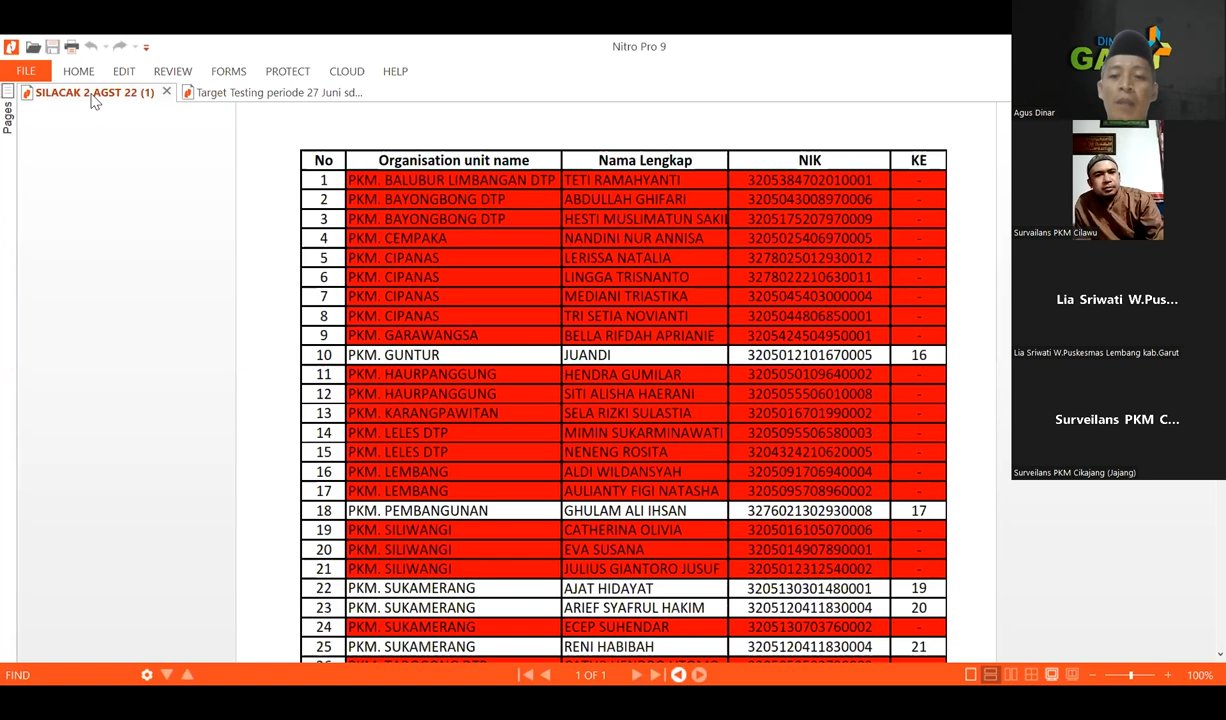 Nitro Pro 9
FILE HOME EDIT REVIEW FORMS PROTECT CLOUD HELP
SILACAK 2 AGST 22 (1) Target Testing periode 27 Juni sd...
Pages
No Organisation unit name Nama Lengkap NIK KE
1 PKM. BALUBUR LIMBANGAN DTP TETI RAMAHYANTI 3205384702010001 -
2 PKM. BAYONGBONG DTP ABDULLAH GHIFARI 3205043008970006 -
3 PKM. BAYONGBONG DTP HESTI MUSLIMATUN SAKI 3205175207970009 -
4 PKM. CEMPAKA NANDINI NUR ANNISA 3205025406970005 -
5 PKM. CIPANAS LERISSA NATALIA 3278025012930012 -
6 PKM. CIPANAS LINGGA TRISNANTO 3278022210630011 -
7 PKM. CIPANAS MEDIANI TRIASTIKA 3205045403000004 -
8 PKM. CIPANAS TRI SETIA NOVIANTI 3205044806850001 -
9 PKM. GARAWANGSA BELLA RIFDAH APRIANIE 3205424504950001 -
10 PKM. GUNTUR JUANDI 3205012101670005 16
11 PKM. HAURPANGGUNG HENDRA GUMILAR 3205050109640002 -
12 PKM. HAURPANGGUNG SITI ALISHA HAERANI 3205055506010008 -
13 PKM. KARANGPAWITAN SELA RIZKI SULASTIA 3205016701990002 -
14 PKM. LELES DTP MIMIN SUKARMINAWATI 3205095506580003 -
15 PKM. LELES DTP NENENG ROSITA 3204324210620005 -
16 PKM. LEMBANG ALDI WILDANSYAH 3205091706940004 -
17 PKM. LEMBANG AULIANTY FIGI NATASHA 3205095708960002 -
18 PKM. PEMBANGUNAN GHULAM ALI IHSAN 3276021302930008 17
19 PKM. SILIWANGI CATHERINA OLIVIA 3205016105070006 -
20 PKM. SILIWANGI EVA SUSANA 3205014907890001 -
21 PKM. SILIWANGI JULIUS GIANTORO JUSUF 3205012312540002 -
22 PKM. SUKAMERANG AJAT HIDAYAT 3205130301480001 19
23 PKM. SUKAMERANG ARIEF SYAFRUL HAKIM 3205120411830004 20
24 PKM. SUKAMERANG ECEP SUHENDAR 3205130703760002 -
25 PKM. SUKAMERANG RENI HABIBAH 3205120411830004 21
FIND 1 OF 1 100%
Agus Dinar
Survailans PKM Cilawu
Lia Sriwati W.Pus...
Lia Sriwati W.Puskesmas Lembang kab.Garut
Surveilans PKM C...
Surveilans PKM Cikajang (Jajang)